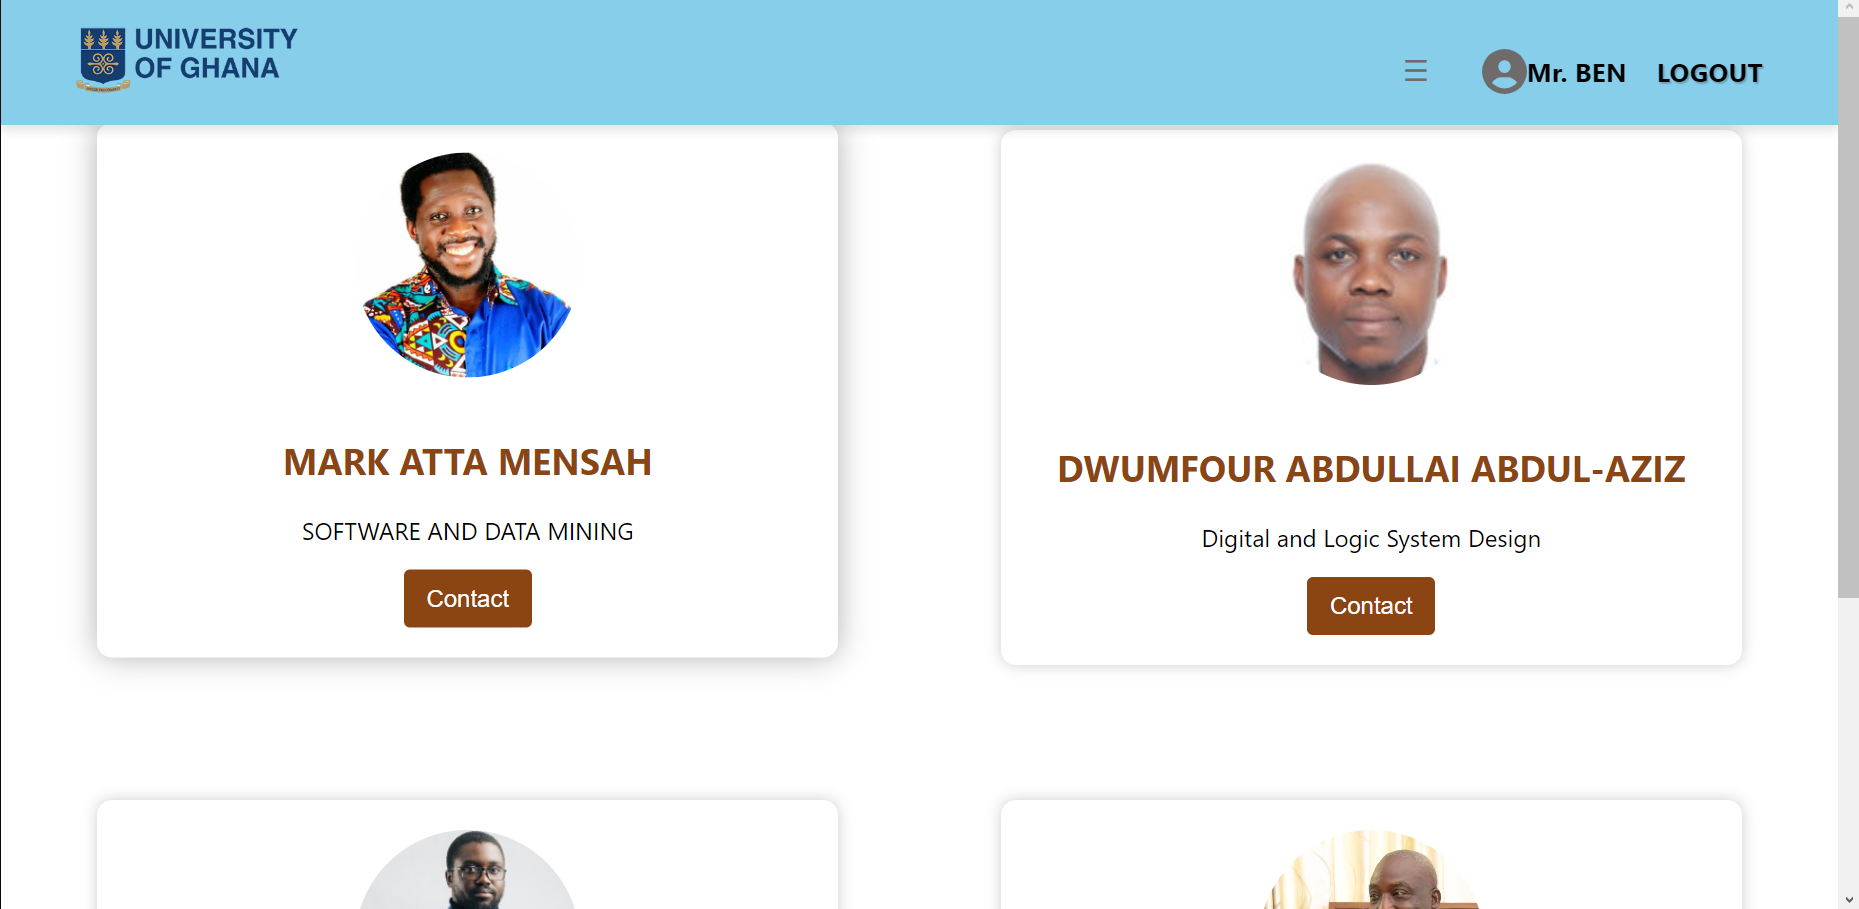 UNIVERSITY
OF GHANA
☰ Mr. BEN LOGOUT
MARK ATTA MENSAH
SOFTWARE AND DATA MINING
Contact
DWUMFOUR ABDULLAI ABDUL-AZIZ
Digital and Logic System Design
Contact